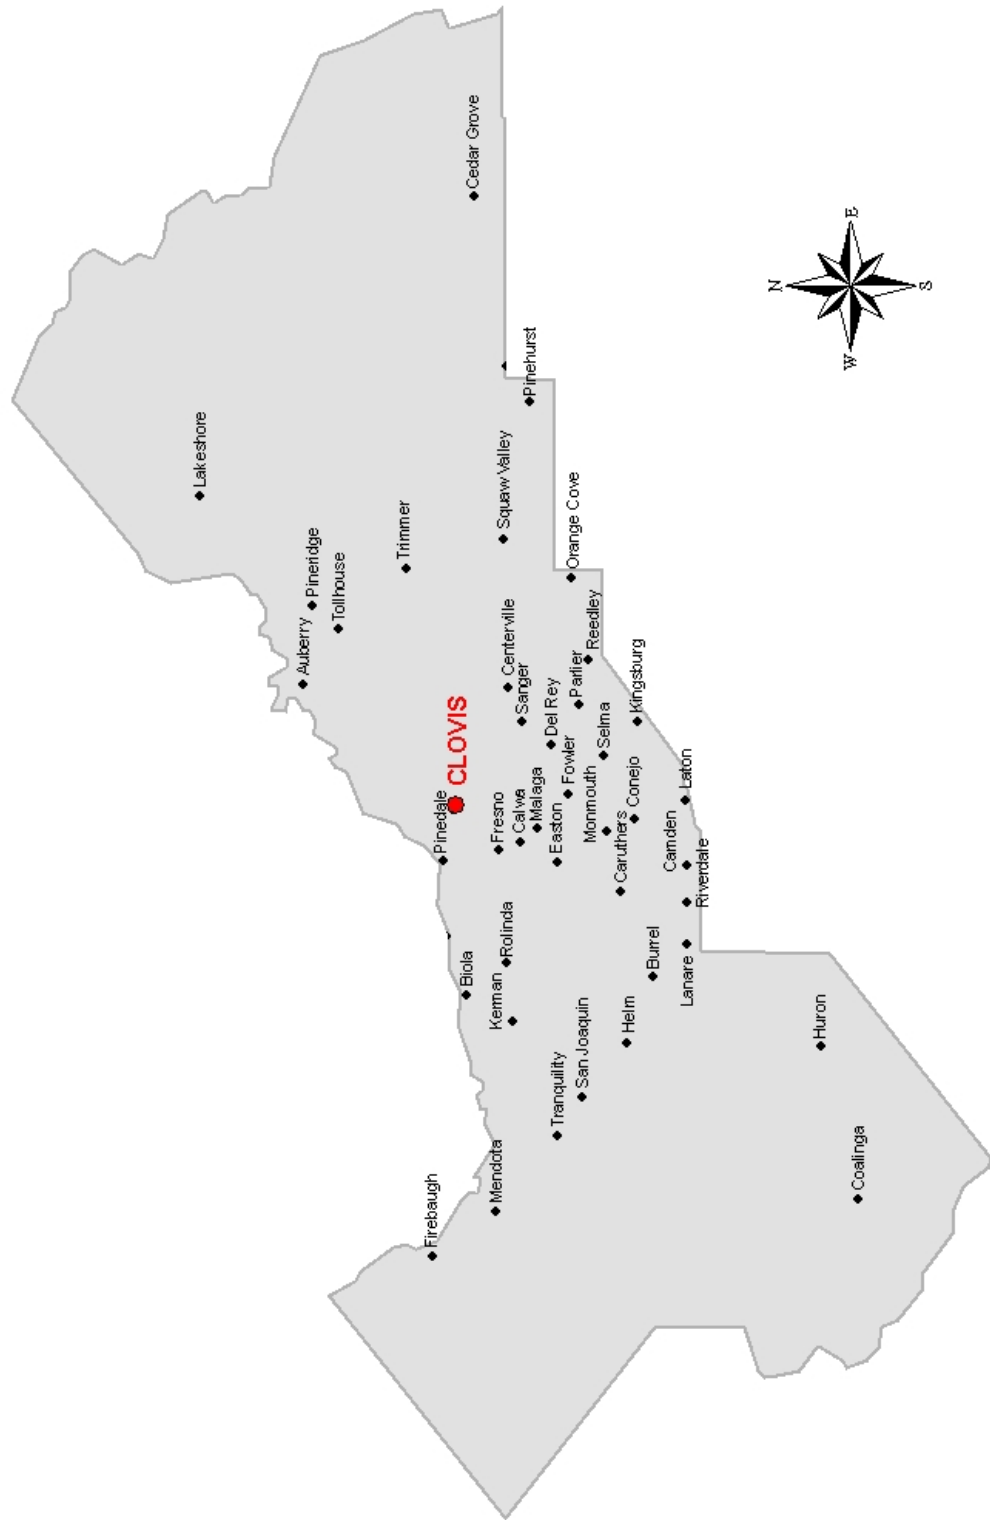 Lakeshore
Auberry
Pineridge
Tollhouse
Trimmer
Firebaugh
Pinedale
CLOVIS
Biola
Cedar Grove
Mendota
Kerman
Fresno
Squaw Valley
Rolinda
Centerville
Calwa
Sanger
Pinehurst
Malaga
Del Rey
Tranquility
Easton
Fowler
Orange Cove
Parlier
San Joaquin
Monmouth
Reedley
Selma
Caruthers
Helm
Conejo
Kingsburg
Burrel
Camden
Laton
Lanare
Riverdale
N
Huron
W
E
Coalinga
S